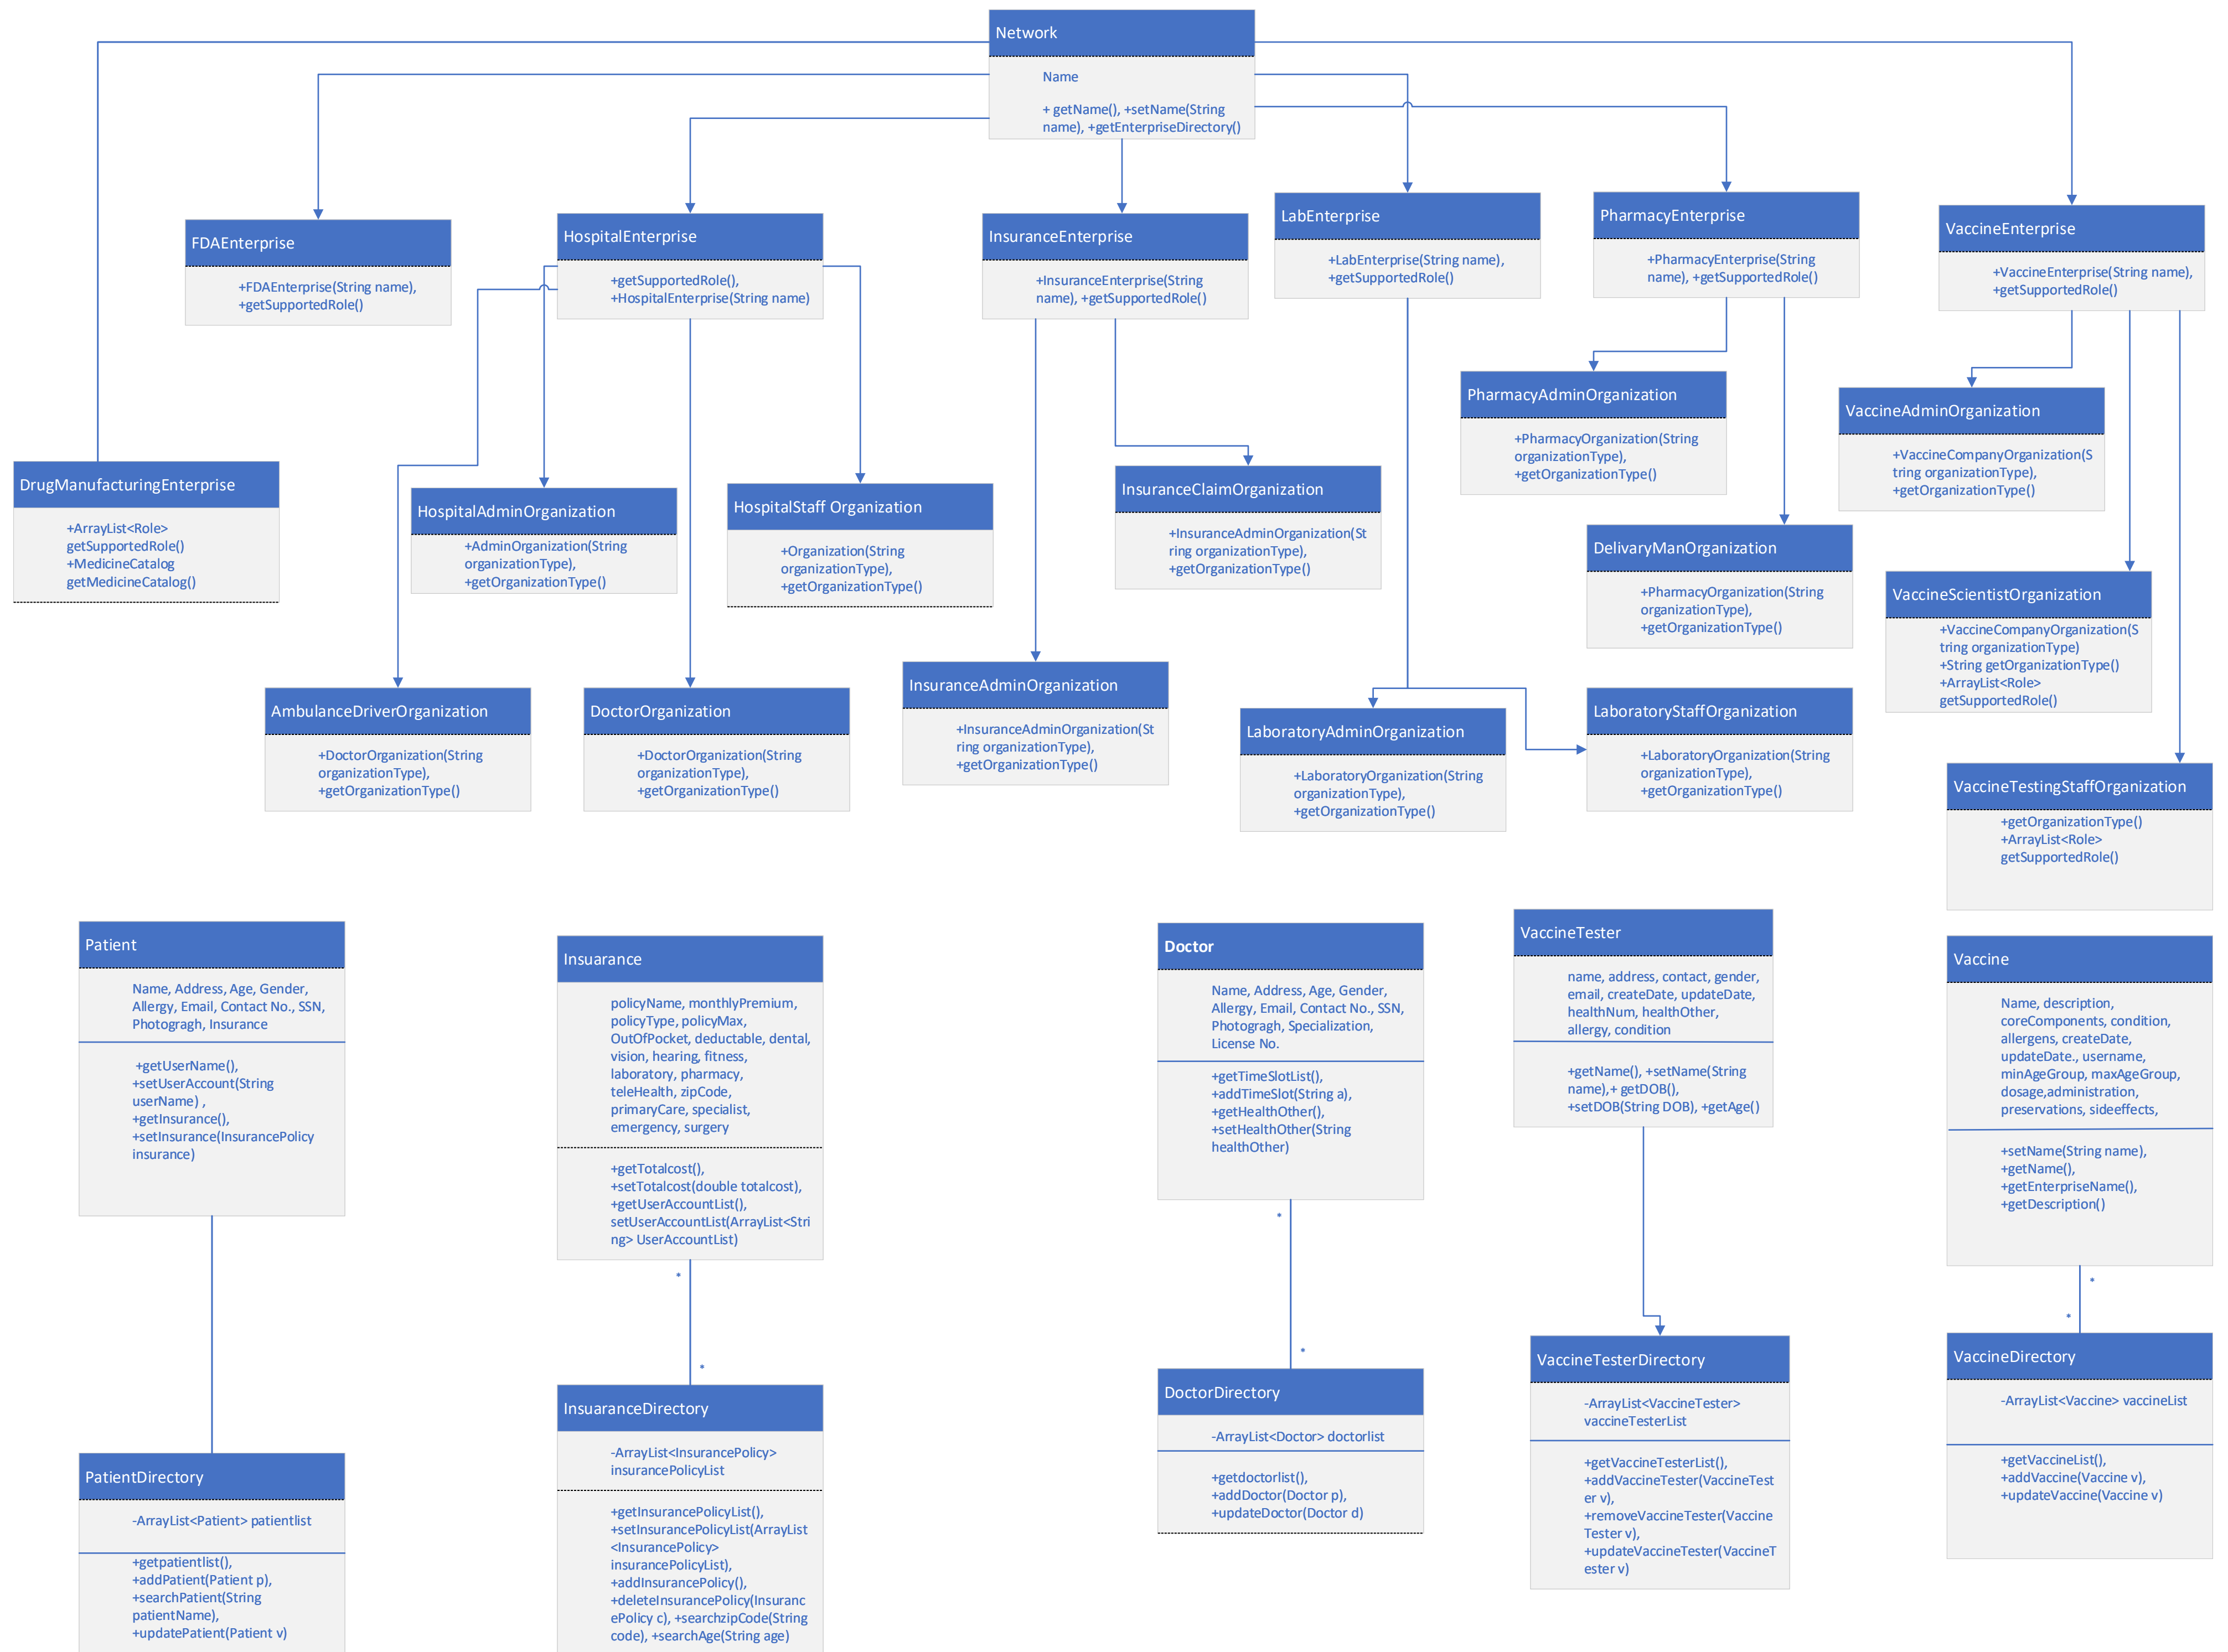 Network
Name
+ getName(), +setName(String
name), +getEnterpriseDirectory()
FDAEnterprise
+FDAEnterprise(String name),
+getSupportedRole()
HospitalEnterprise
+getSupportedRole(),
+HospitalEnterprise(String name)
InsuranceEnterprise
+InsuranceEnterprise(String
name), +getSupportedRole()
LabEnterprise
+LabEnterprise(String name),
+getSupportedRole()
PharmacyEnterprise
+PharmacyEnterprise(String
name), +getSupportedRole()
VaccineEnterprise
+VaccineEnterprise(String name),
+getSupportedRole()
DrugManufacturingEnterprise
+ArrayList<Role>
getSupportedRole()
+MedicineCatalog
getMedicineCatalog()
HospitalAdminOrganization
+AdminOrganization(String
organizationType),
+getOrganizationType()
HospitalStaff Organization
+Organization(String
organizationType),
+getOrganizationType()
InsuranceClaimOrganization
+InsuranceAdminOrganization(St
ring organizationType),
+getOrganizationType()
PharmacyAdminOrganization
+PharmacyOrganization(String
organizationType),
+getOrganizationType()
VaccineAdminOrganization
+VaccineCompanyOrganization(S
tring organizationType),
+getOrganizationType()
DelivaryManOrganization
+PharmacyOrganization(String
organizationType),
+getOrganizationType()
VaccineScientistOrganization
+VaccineCompanyOrganization(S
tring organizationType)
+String getOrganizationType()
+ArrayList<Role>
getSupportedRole()
AmbulanceDriverOrganization
+DoctorOrganization(String
organizationType),
+getOrganizationType()
DoctorOrganization
+DoctorOrganization(String
organizationType),
+getOrganizationType()
InsuranceAdminOrganization
+InsuranceAdminOrganization(St
ring organizationType),
+getOrganizationType()
LaboratoryAdminOrganization
+LaboratoryOrganization(String
organizationType),
+getOrganizationType()
LaboratoryStaffOrganization
+LaboratoryOrganization(String
organizationType),
+getOrganizationType()
VaccineTestingStaffOrganization
+getOrganizationType()
+ArrayList<Role>
getSupportedRole()
Patient
Name, Address, Age, Gender,
Allergy, Email, Contact No., SSN,
Photogragh, Insurance
+getUserName(),
+setUserAccount(String
userName) ,
+getInsurance(),
+setInsurance(InsurancePolicy
insurance)
Insuarance
policyName, monthlyPremium,
policyType, policyMax,
OutOfPocket, deductable, dental,
vision, hearing, fitness,
laboratory, pharmacy,
teleHealth, zipCode,
primaryCare, specialist,
emergency, surgery
+getTotalcost(),
+setTotalcost(double totalcost),
+getUserAccountList(),
setUserAccountList(ArrayList<Stri
ng> UserAccountList)
*
*
Doctor
Name, Address, Age, Gender,
Allergy, Email, Contact No., SSN,
Photogragh, Specialization,
License No.
+getTimeSlotList(),
+addTimeSlot(String a),
+getHealthOther(),
+setHealthOther(String
healthOther)
*
*
VaccineTester
name, address, contact, gender,
email, createDate, updateDate,
healthNum, healthOther,
allergy, condition
+getName(), +setName(String
name),+ getDOB(),
+setDOB(String DOB), +getAge()
Vaccine
Name, description,
coreComponents, condition,
allergens, createDate,
updateDate., username,
minAgeGroup, maxAgeGroup,
dosage,administration,
preservations, sideeffects,
+setName(String name),
+getName(),
+getEnterpriseName(),
+getDescription()
*
*
PatientDirectory
-ArrayList<Patient> patientlist
+getpatientlist(),
+addPatient(Patient p),
+searchPatient(String
patientName),
+updatePatient(Patient v)
InsuaranceDirectory
-ArrayList<InsurancePolicy>
insurancePolicyList
+getInsurancePolicyList(),
+setInsurancePolicyList(ArrayList
<InsurancePolicy>
insurancePolicyList),
+addInsurancePolicy(),
+deleteInsurancePolicy(Insuranc
ePolicy c), +searchzipCode(String
code), +searchAge(String age)
DoctorDirectory
-ArrayList<Doctor> doctorlist
+getdoctorlist(),
+addDoctor(Doctor p),
+updateDoctor(Doctor d)
VaccineTesterDirectory
-ArrayList<VaccineTester>
vaccineTesterList
+getVaccineTesterList(),
+addVaccineTester(VaccineTest
er v),
+removeVaccineTester(Vaccine
Tester v),
+updateVaccineTester(VaccineT
ester v)
VaccineDirectory
-ArrayList<Vaccine> vaccineList
+getVaccineList(),
+addVaccine(Vaccine v),
+updateVaccine(Vaccine v)